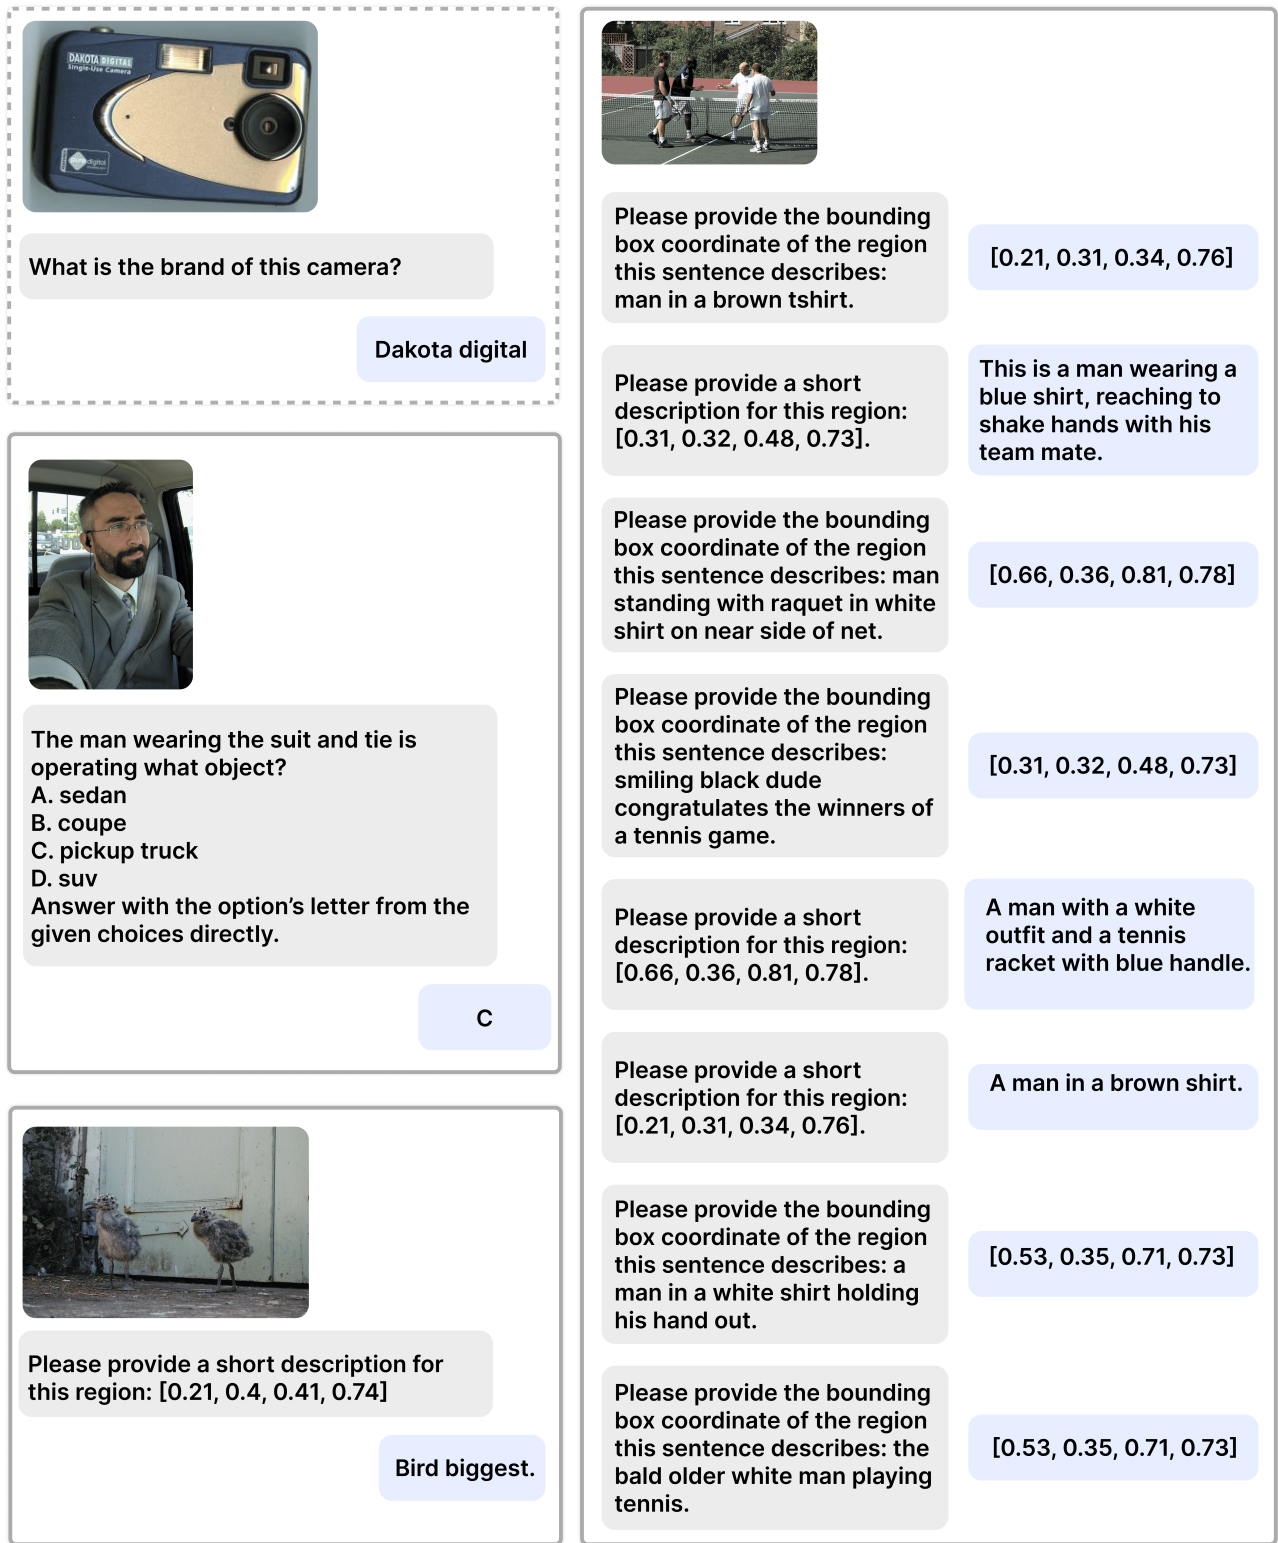 DAKOTA DIGITAL
Single-Use Camera
digital
What is the brand of this camera?
Dakota digital
The man wearing the suit and tie is
operating what object?
A. sedan
B. coupe
C. pickup truck
D. suv
Answer with the option’s letter from the
given choices directly.
C
Please provide a short description for
this region: [0.21, 0.4, 0.41, 0.74]
Bird biggest.
Please provide the bounding
box coordinate of the region
this sentence describes:
man in a brown tshirt.
[0.21, 0.31, 0.34, 0.76]
Please provide a short
description for this region:
[0.31, 0.32, 0.48, 0.73].
This is a man wearing a
blue shirt, reaching to
shake hands with his
team mate.
Please provide the bounding
box coordinate of the region
this sentence describes: man
standing with raquet in white
shirt on near side of net.
[0.66, 0.36, 0.81, 0.78]
Please provide the bounding
box coordinate of the region
this sentence describes:
smiling black dude
congratulates the winners of
a tennis game.
[0.31, 0.32, 0.48, 0.73]
Please provide a short
description for this region:
[0.66, 0.36, 0.81, 0.78].
A man with a white
outfit and a tennis
racket with blue handle.
Please provide a short
description for this region:
[0.21, 0.31, 0.34, 0.76].
A man in a brown shirt.
Please provide the bounding
box coordinate of the region
this sentence describes: a
man in a white shirt holding
his hand out.
[0.53, 0.35, 0.71, 0.73]
Please provide the bounding
box coordinate of the region
this sentence describes: the
bald older white man playing
tennis.
[0.53, 0.35, 0.71, 0.73]